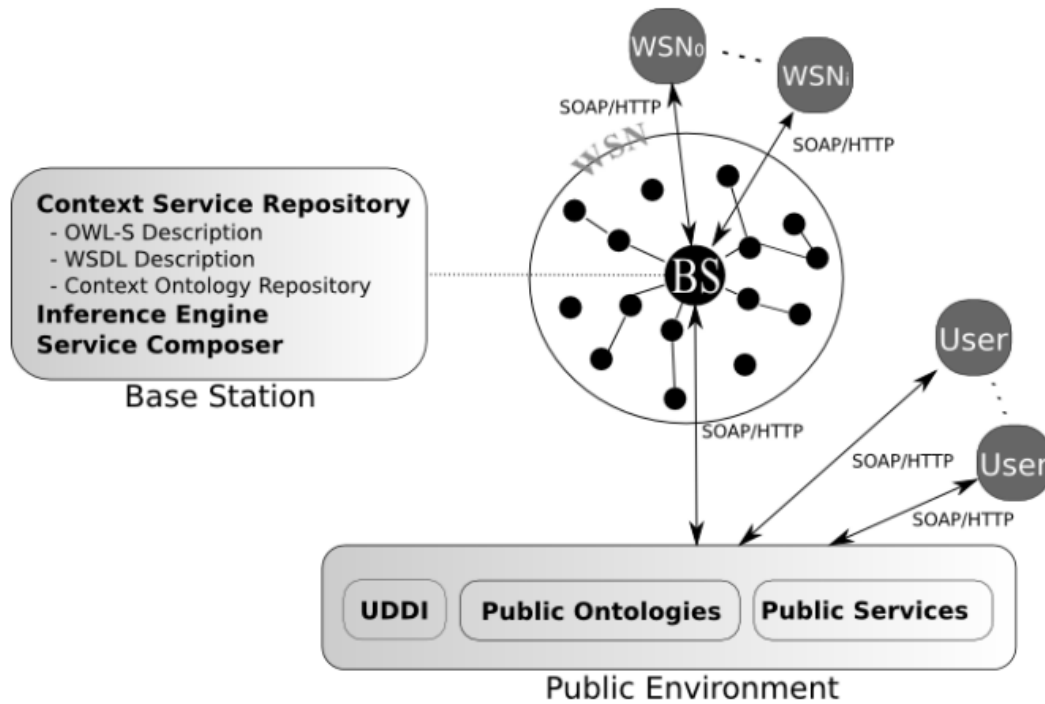 WSN₀
WSNᵢ
SOAP/HTTP
SOAP/HTTP
WSN
Context Service Repository
- OWL-S Description
- WSDL Description
- Context Ontology Repository
Inference Engine
Service Composer
Base Station
BS
User
User
SOAP/HTTP
SOAP/HTTP
SOAP/HTTP
UDDI
Public Ontologies
Public Services
Public Environment